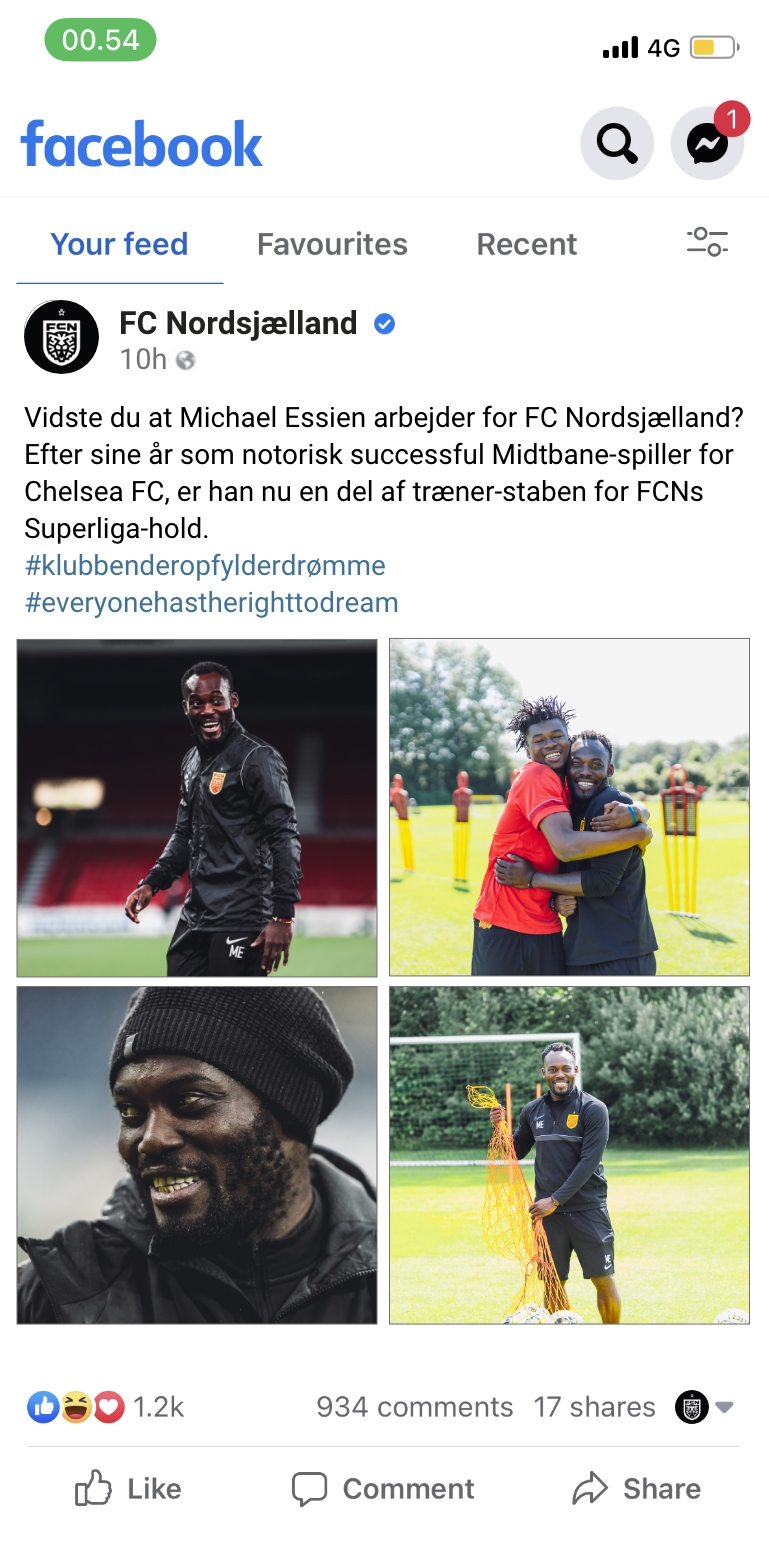 00.54
4G
facebook
1
Your feed
Favourites
Recent
FCN
FC Nordsjælland
10h
Vidste du at Michael Essien arbejder for FC Nordsjælland?
Efter sine år som notorisk successful Midtbane-spiller for
Chelsea FC, er han nu en del af træner-staben for FCNs
Superliga-hold.
#klubbenderopfylderdrømme
#everyonehastherighttodream
ME
ME
ME
1.2k
934 comments
17 shares
Like
Comment
Share